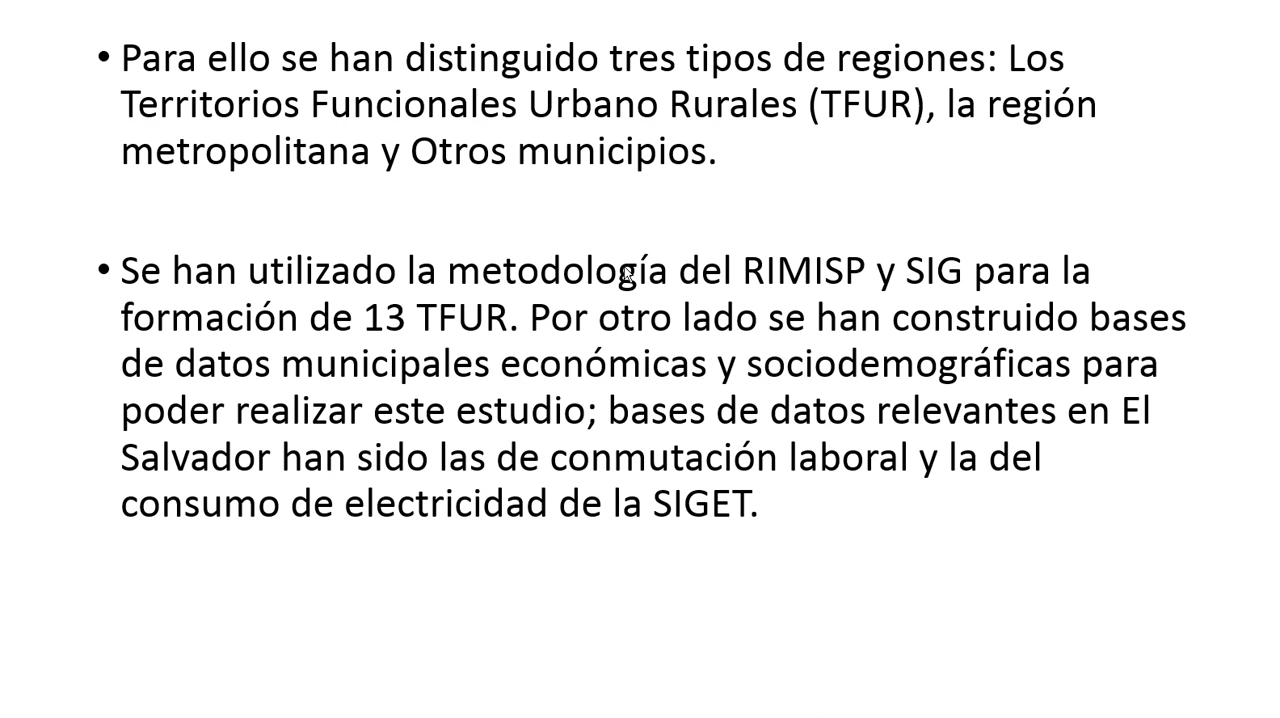 • Para ello se han distinguido tres tipos de regiones: Los
Territorios Funcionales Urbano Rurales (TFUR), la región
metropolitana y Otros municipios.
• Se han utilizado la metodología del RIMISP y SIG para la
formación de 13 TFUR. Por otro lado se han construido bases
de datos municipales económicas y sociodemográficas para
poder realizar este estudio; bases de datos relevantes en El
Salvador han sido las de conmutación laboral y la del
consumo de electricidad de la SIGET.